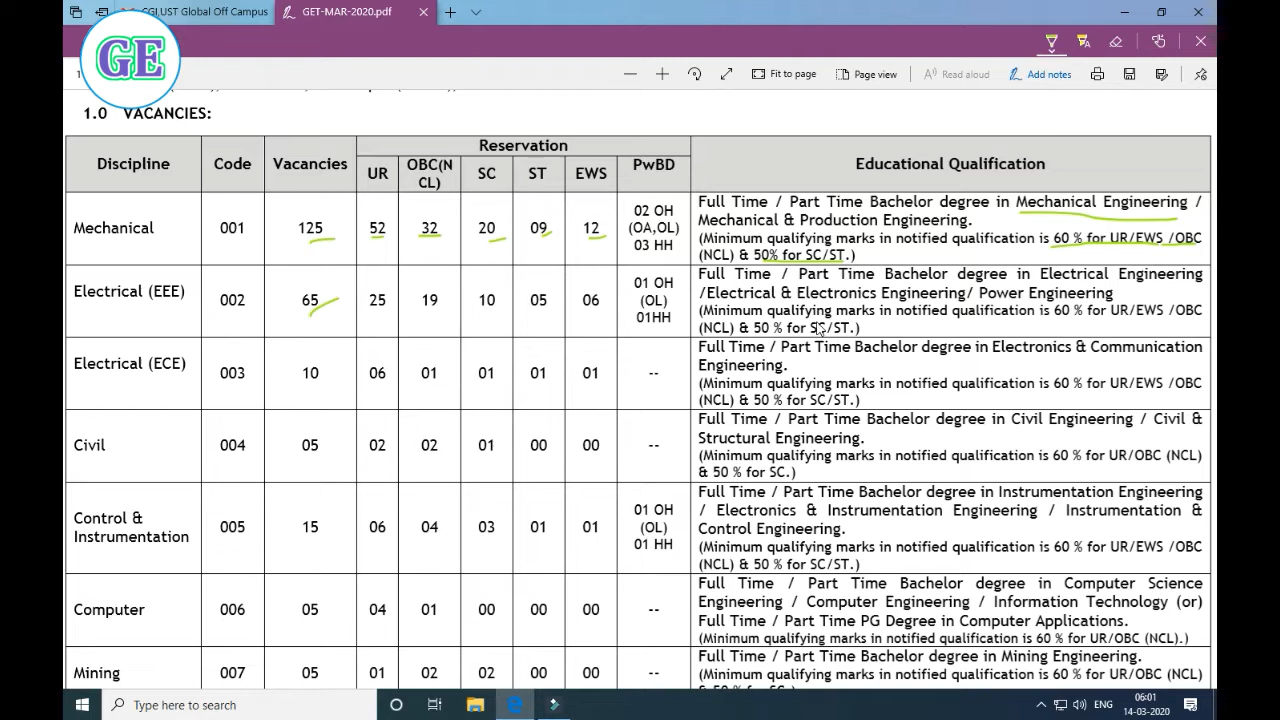 CGI,UST Global Off Campus
GET-MAR-2020.pdf
GE
Fit to page
Page view
Read aloud
Add notes
1.0 VACANCIES:
Discipline Code Vacancies Reservation PwBD Educational Qualification
UR OBC(N CL) SC ST EWS
Mechanical 001 125 52 32 20 09 12
02 OH
(OA,OL)
03 HH
Full Time / Part Time Bachelor degree in Mechanical Engineering /
Mechanical & Production Engineering.
(Minimum qualifying marks in notified qualification is 60 % for UR/EWS /OBC
(NCL) & 50% for SC/ST.)
Electrical (EEE) 002 65 25 19 10 05 06
01 OH
(OL)
01HH
Full Time / Part Time Bachelor degree in Electrical Engineering
/Electrical & Electronics Engineering/ Power Engineering
(Minimum qualifying marks in notified qualification is 60 % for UR/EWS /OBC
(NCL) & 50 % for SC/ST.)
Electrical (ECE) 003 10 06 01 01 01 01 --
Full Time / Part Time Bachelor degree in Electronics & Communication
Engineering.
(Minimum qualifying marks in notified qualification is 60 % for UR/EWS /OBC
(NCL) & 50 % for SC/ST.)
Civil 004 05 02 02 01 00 00 --
Full Time / Part Time Bachelor degree in Civil Engineering / Civil &
Structural Engineering.
(Minimum qualifying marks in notified qualification is 60 % for UR/OBC (NCL)
& 50 % for SC.)
Control &
Instrumentation 005 15 06 04 03 01 01
01 OH
(OL)
01 HH
Full Time / Part Time Bachelor degree in Instrumentation Engineering
/ Electronics & Instrumentation Engineering / Instrumentation &
Control Engineering.
(Minimum qualifying marks in notified qualification is 60 % for UR/EWS /OBC
(NCL) & 50 % for SC/ST.)
Computer 006 05 04 01 00 00 00 --
Full Time / Part Time Bachelor degree in Computer Science
Engineering / Computer Engineering / Information Technology (or)
Full Time / Part Time PG Degree in Computer Applications.
(Minimum qualifying marks in notified qualification is 60 % for UR/OBC (NCL).)
Mining 007 05 01 02 02 00 00 --
Full Time / Part Time Bachelor degree in Mining Engineering.
(Minimum qualifying marks in notified qualification is 60 % for UR/OBC (NCL)
Type here to search
ENG
06:01
14-03-2020